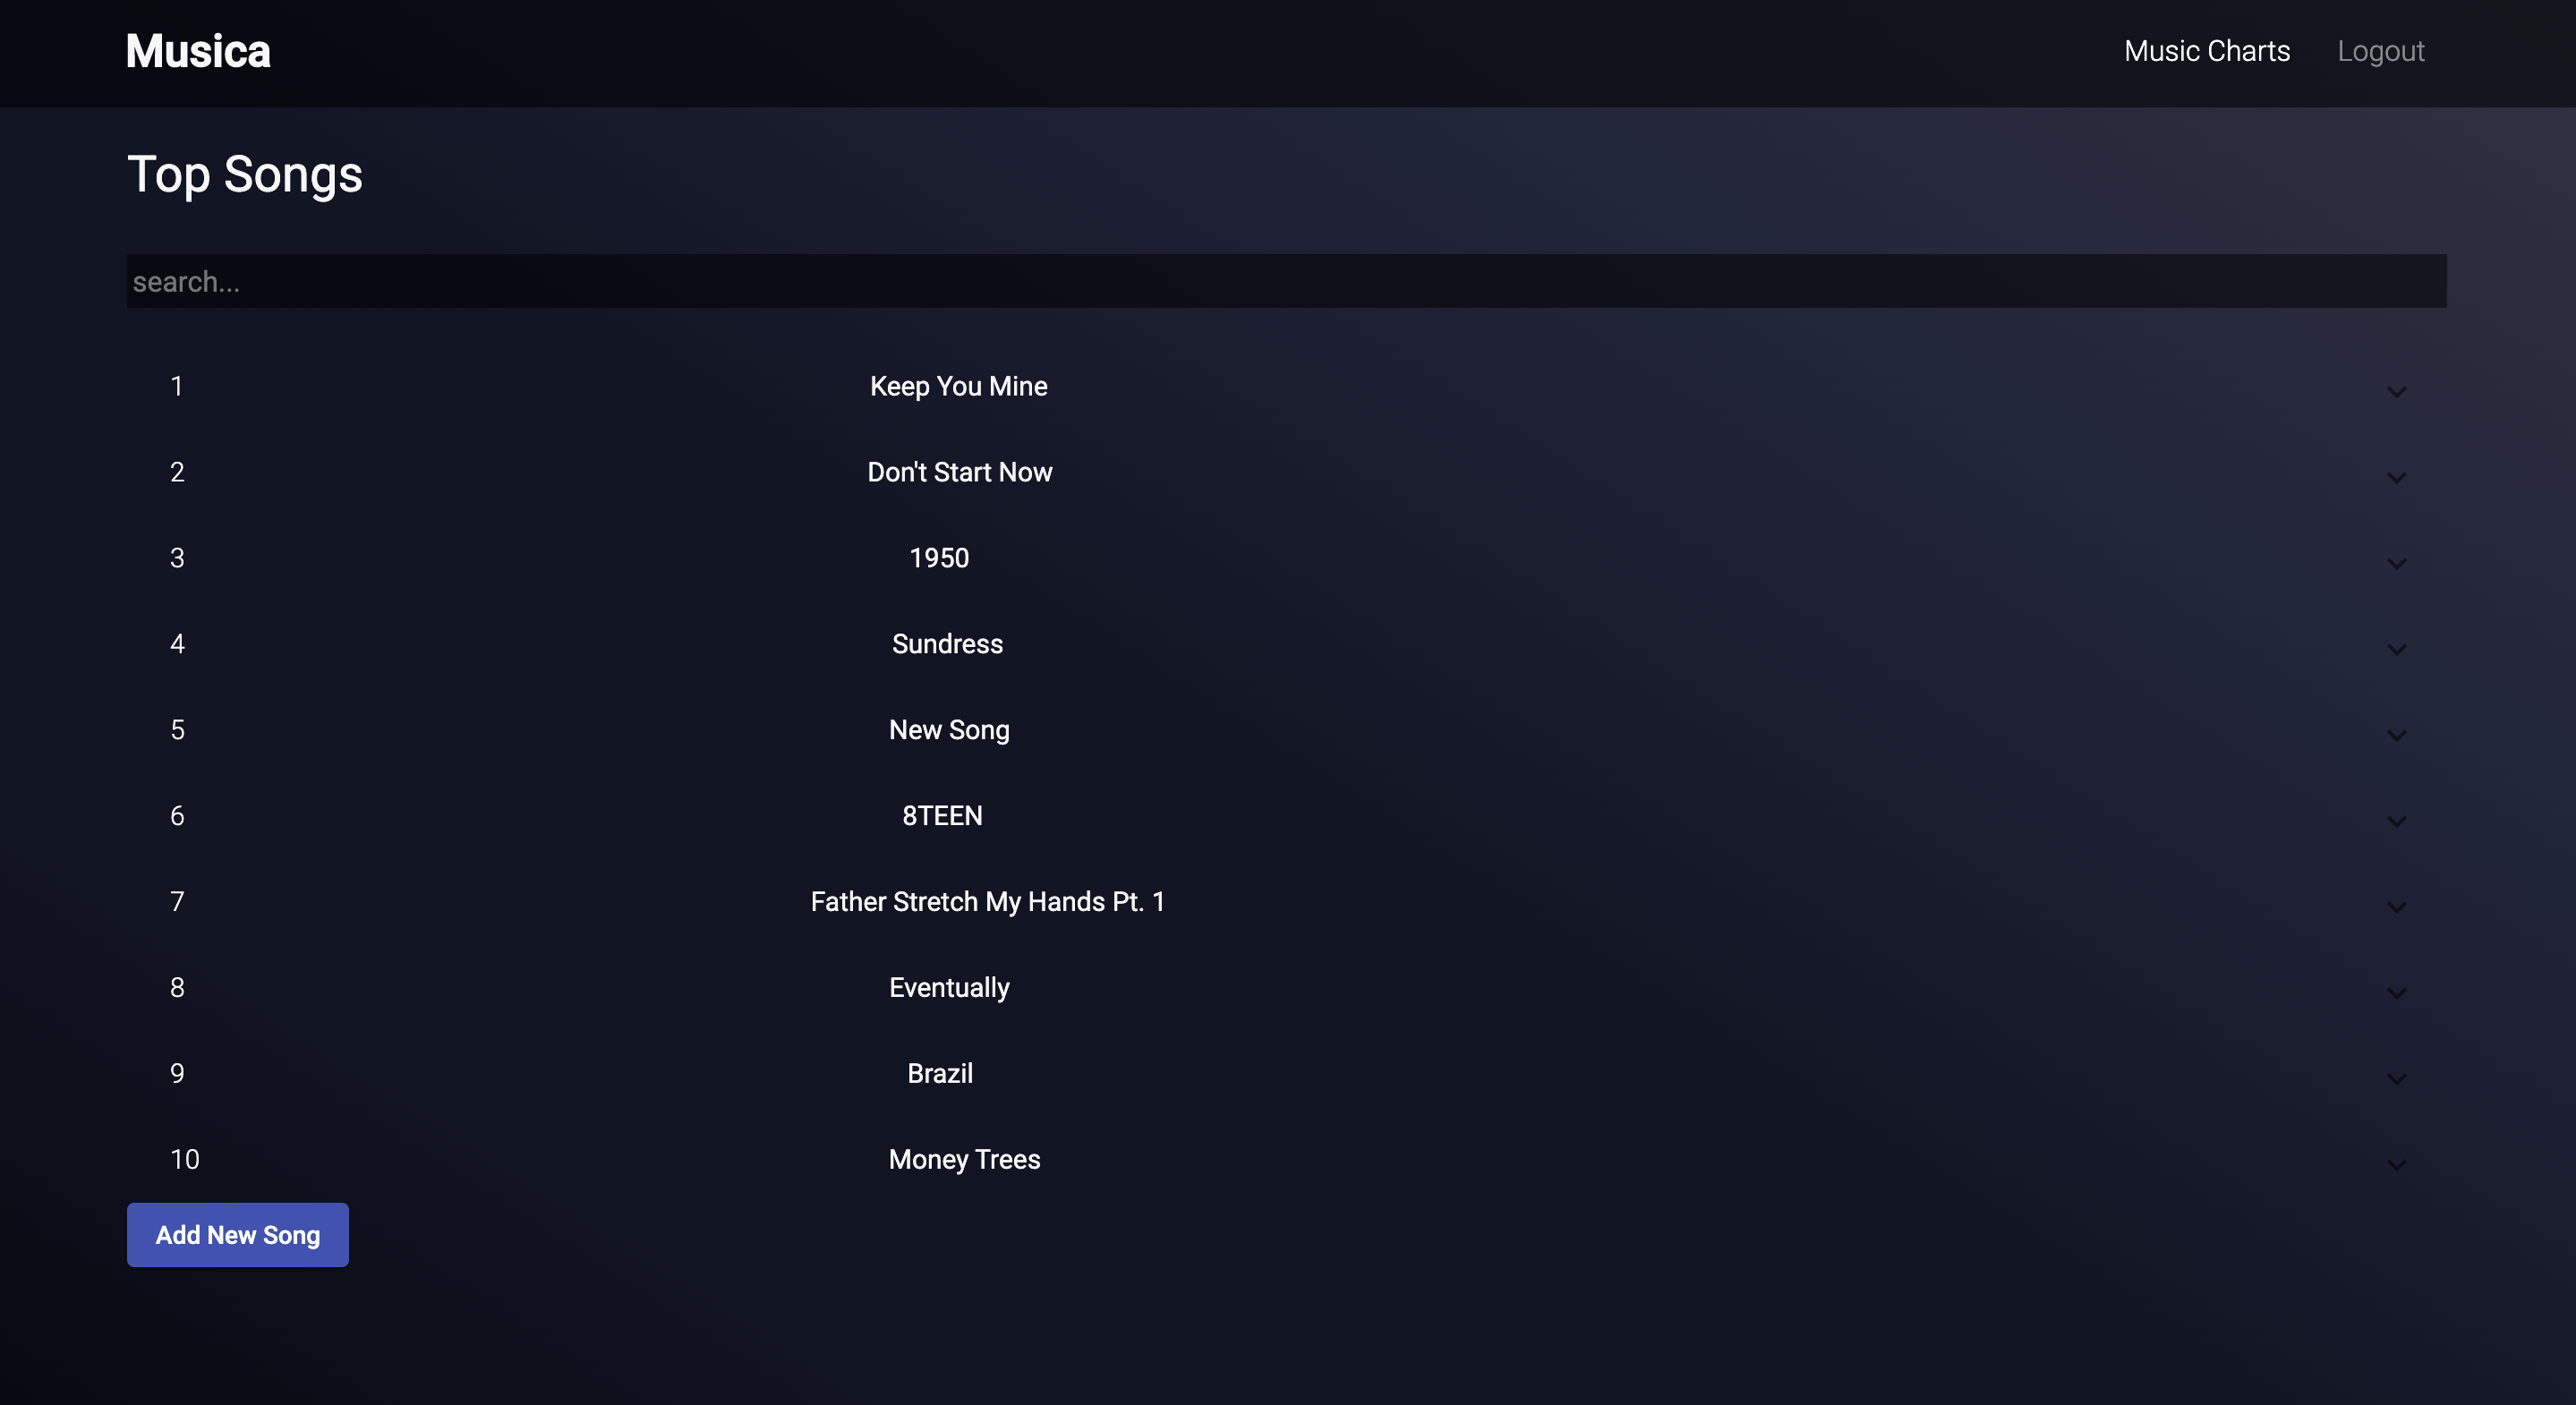 Musica
Music Charts
Logout
Top Songs
search...
1 Keep You Mine
2 Don't Start Now
3 1950
4 Sundress
5 New Song
6 8TEEN
7 Father Stretch My Hands Pt. 1
8 Eventually
9 Brazil
10 Money Trees
Add New Song